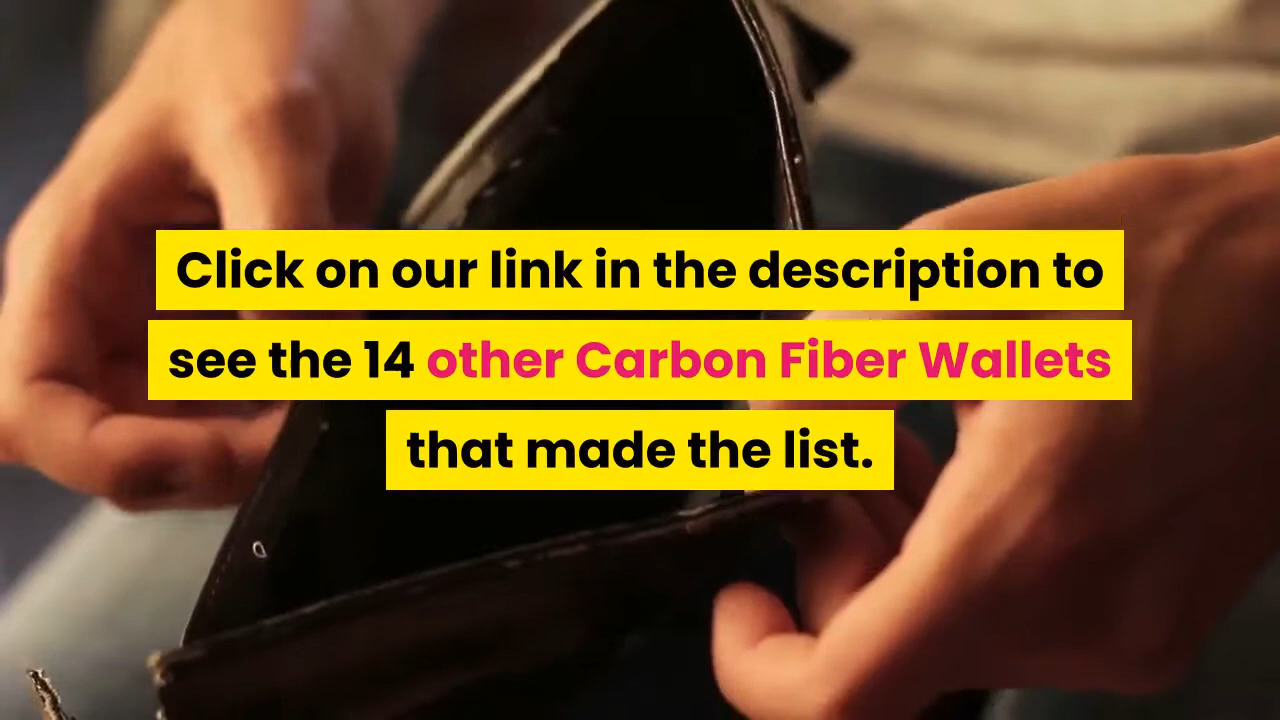 Click on our link in the description to
see the 14 other Carbon Fiber Wallets
that made the list.